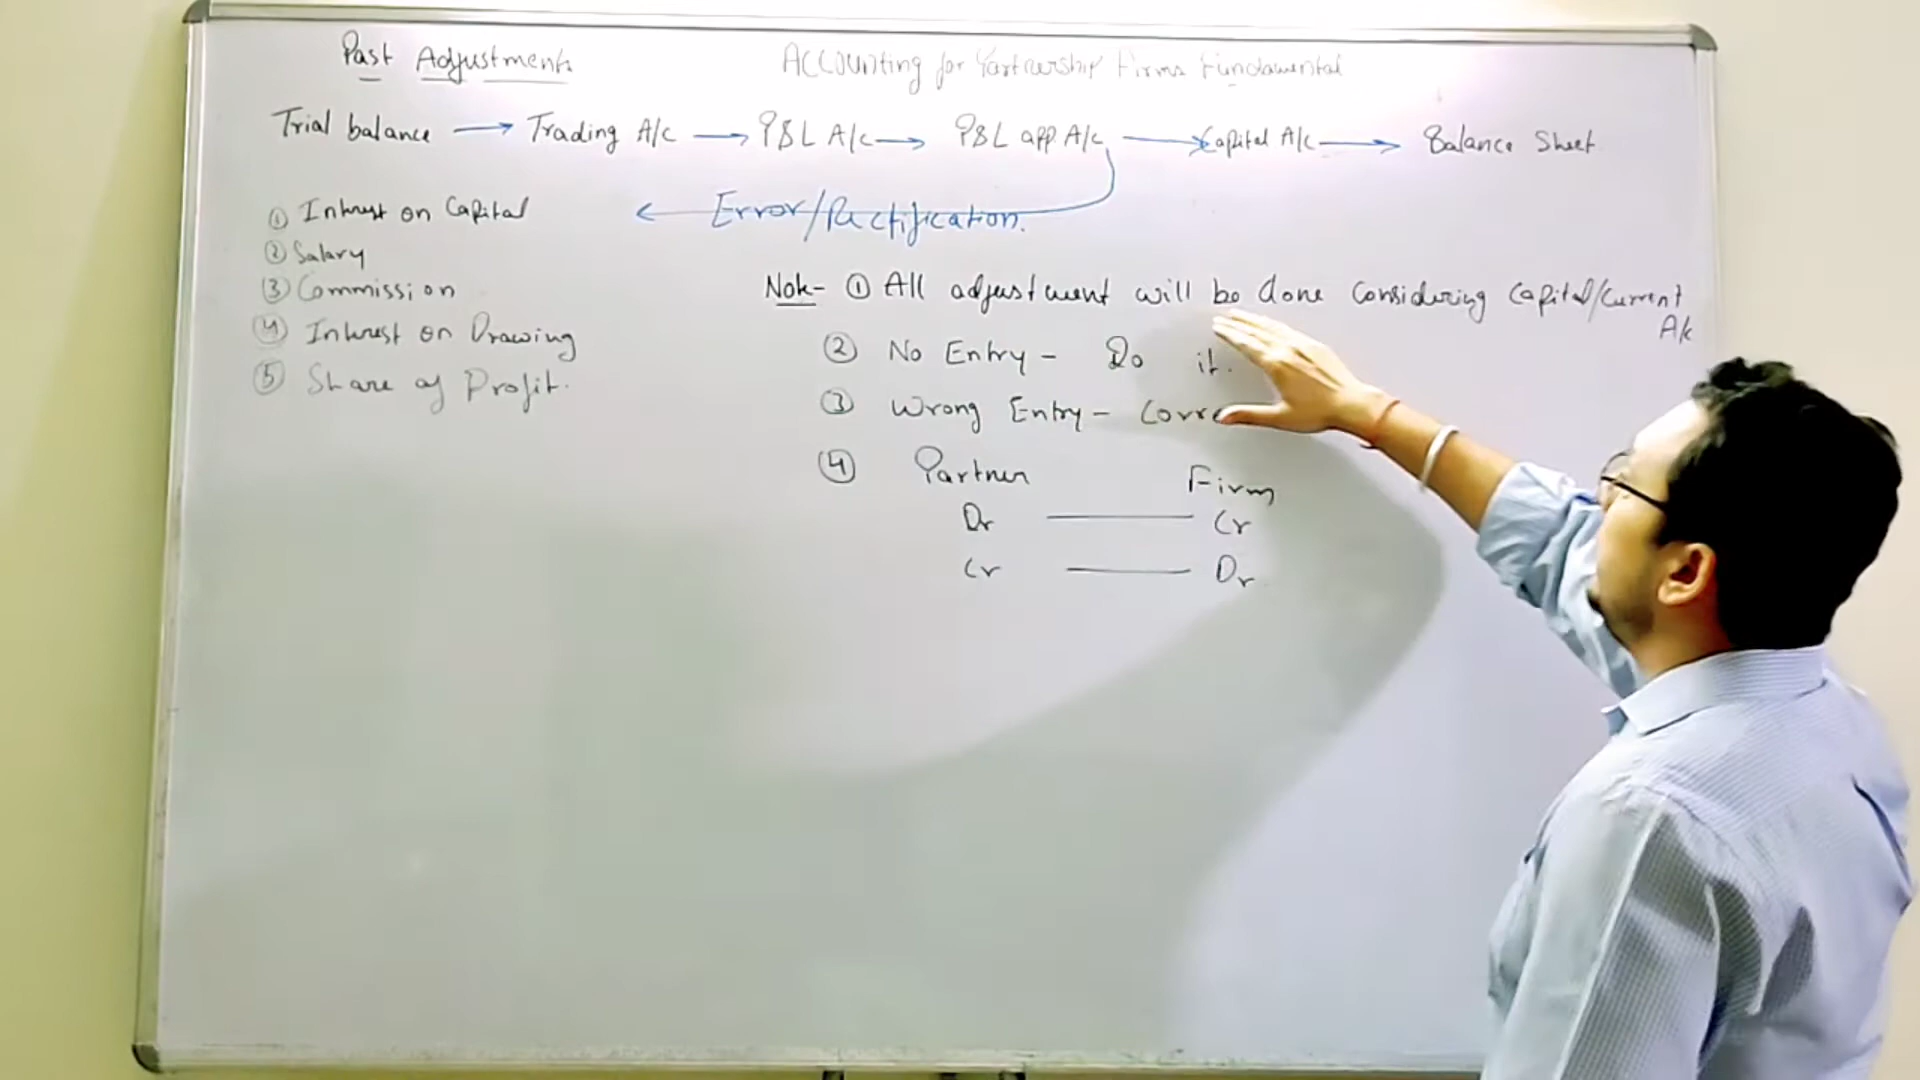 Past Adjustments
Accounting for Partnership Firms Fundamental
Trial balance → Trading A/c → P&L A/c → P&L app. A/c → Capital A/c → Balance Sheet
Error/Rectification.
① Interest on Capital
② Salary
③ Commission
④ Interest on Drawing
⑤ Share of Profit.
Note- ① All adjustment will be done Considering Capital/Current A/c
② No Entry - Do it.
③ Wrong Entry -
④ Partner Firm
Dr — Cr
Cr — Dr